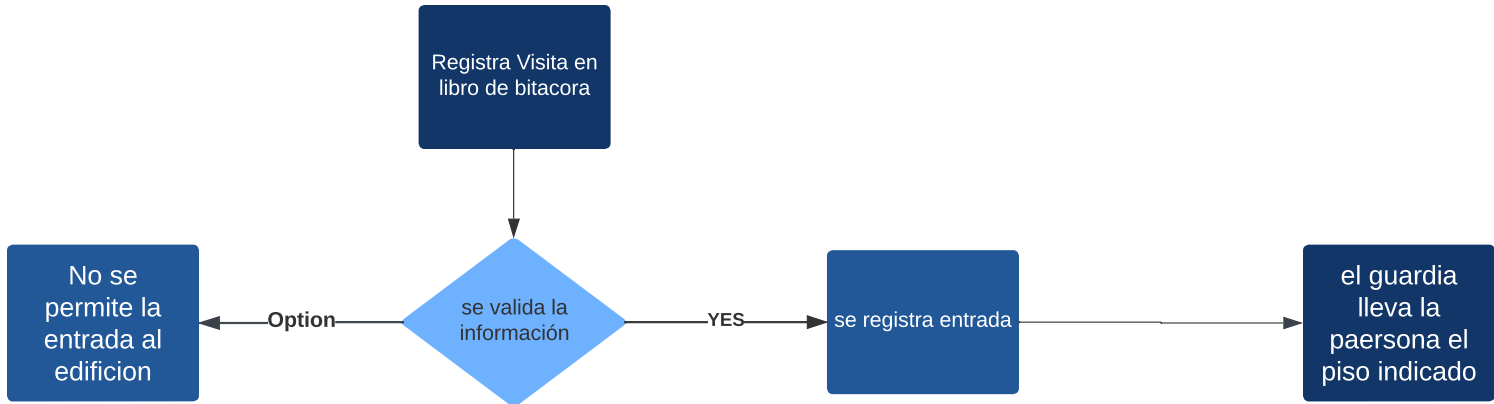 Registra Visita en
libro de bitacora
No se
permite la
entrada al
edificion
Option
se valida la
información
YES
se registra entrada
el guardia
lleva la
paersona el
piso indicado